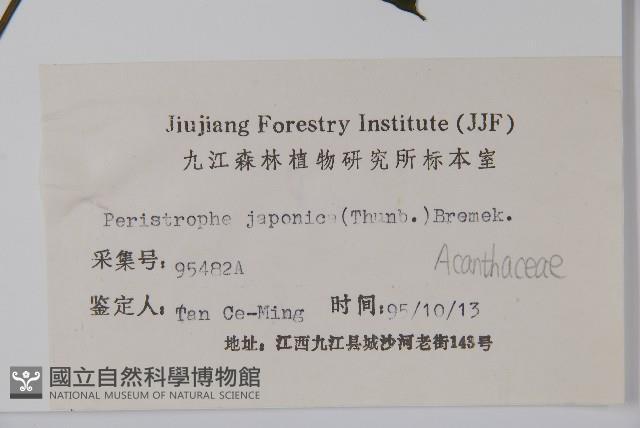 Jiujiang Forestry Institute (JJF)
九江森林植物研究所标本室
Peristrophe japonica(Thunb.)Bremek.
采集号: 95482A
Acanthaceae
鉴定人: Tan Ce-Ming 时间:95/10/13
地址: 江西九江县城沙河老街143号
國立自然科學博物館
NATIONAL MUSEUM OF NATURAL SCIENCE